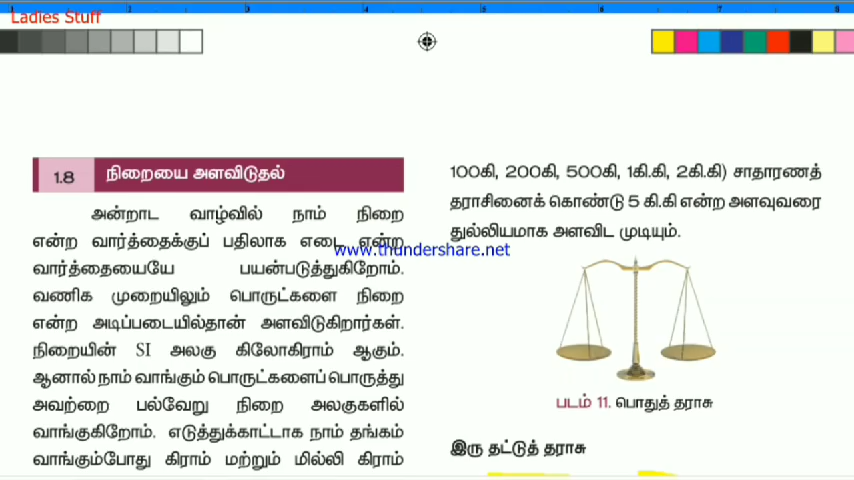 Ladies Stuff
1.8 நிறையை அளவிடுதல்
அன்றாட வாழ்வில் நாம் நிறை
என்ற வார்த்தைக்குப் பதிலாக எடை என்ற
வார்த்தையையே பயன்படுத்துகிறோம்.
வணிக முறையிலும் பொருட்களை நிறை
என்ற அடிப்படையில்தான் அளவிடுகிறார்கள்.
நிறையின் SI அலகு கிலோகிராம் ஆகும்.
ஆனால் நாம் வாங்கும் பொருட்களைப் பொருத்து
அவற்றை பல்வேறு நிறை அலகுகளில்
வாங்குகிறோம். எடுத்துக்காட்டாக நாம் தங்கம்
வாங்கும்போது கிராம் மற்றும் மில்லி கிராம்
100கி, 200கி, 500கி, 1கி.கி, 2கி.கி) சாதாரணத்
தராசினைக் கொண்டு 5 கி.கி என்ற அளவுவரை
துல்லியமாக அளவிட முடியும்.
www.thundershare.net
படம் 11. பொதுத் தராசு
இரு தட்டுத் தராசு